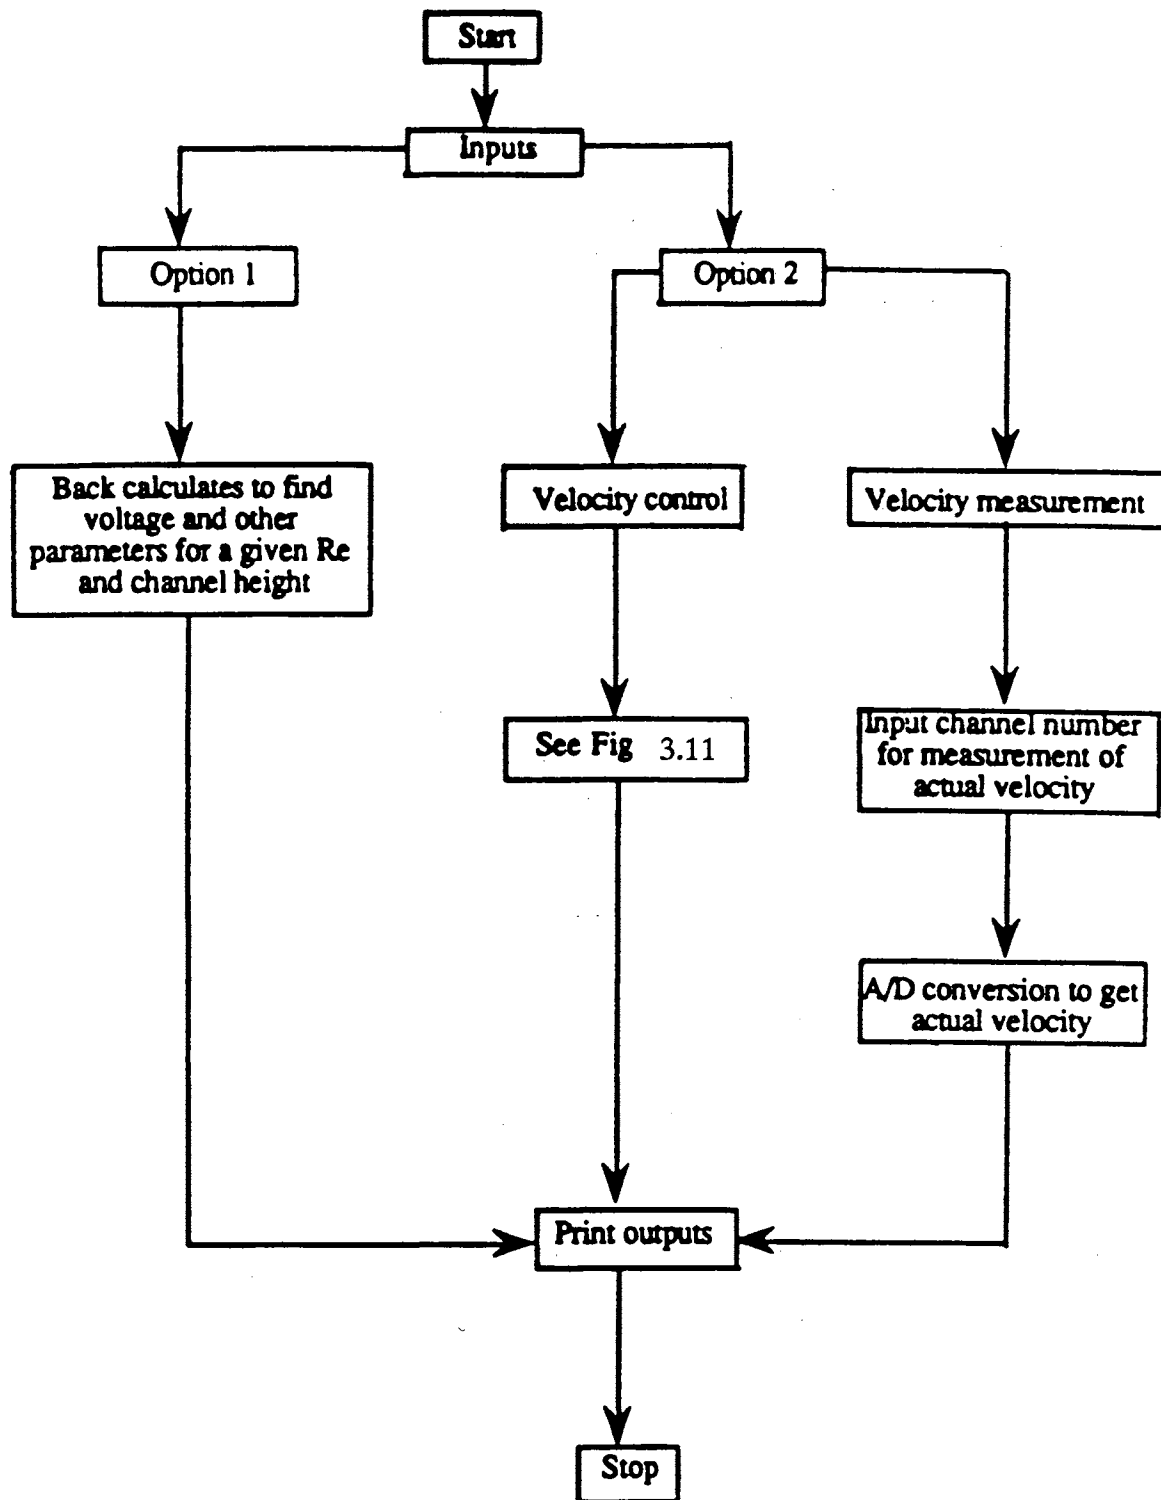 Start
Inputs
Option 1
Option 2
Back calculates to find
voltage and other
parameters for a given Re
and channel height
Velocity control
Velocity measurement
See Fig 3.11
Input channel number
for measurement of
actual velocity
A/D conversion to get
actual velocity
Print outputs
Stop